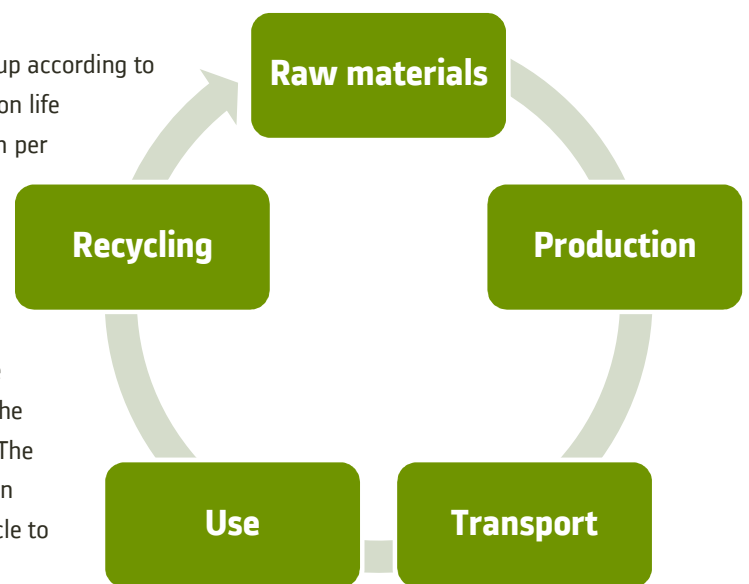 up according to
on life
n per
he
The
n
cle to
Raw materials
Production
Transport
Use
Recycling